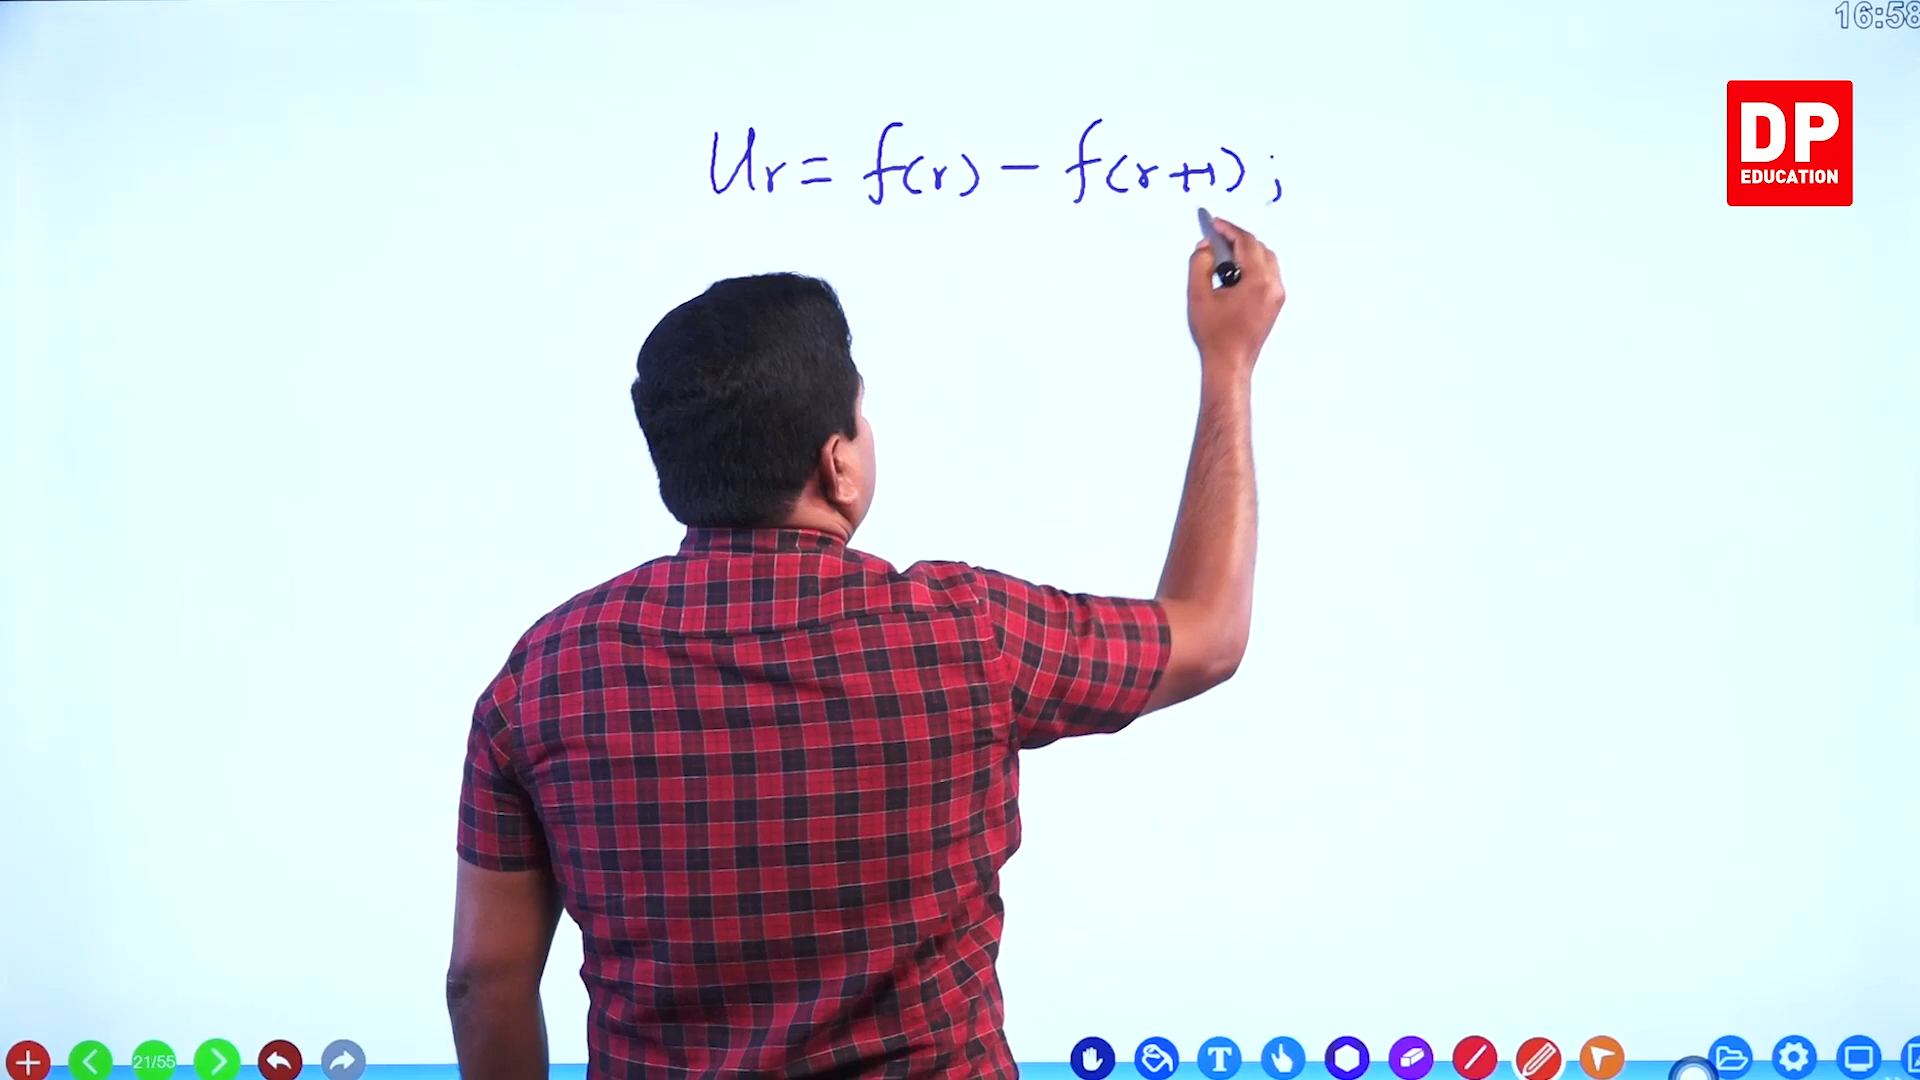 16:58
Ur = f(r) - f(r+1) ;
DP
EDUCATION
21/55
T